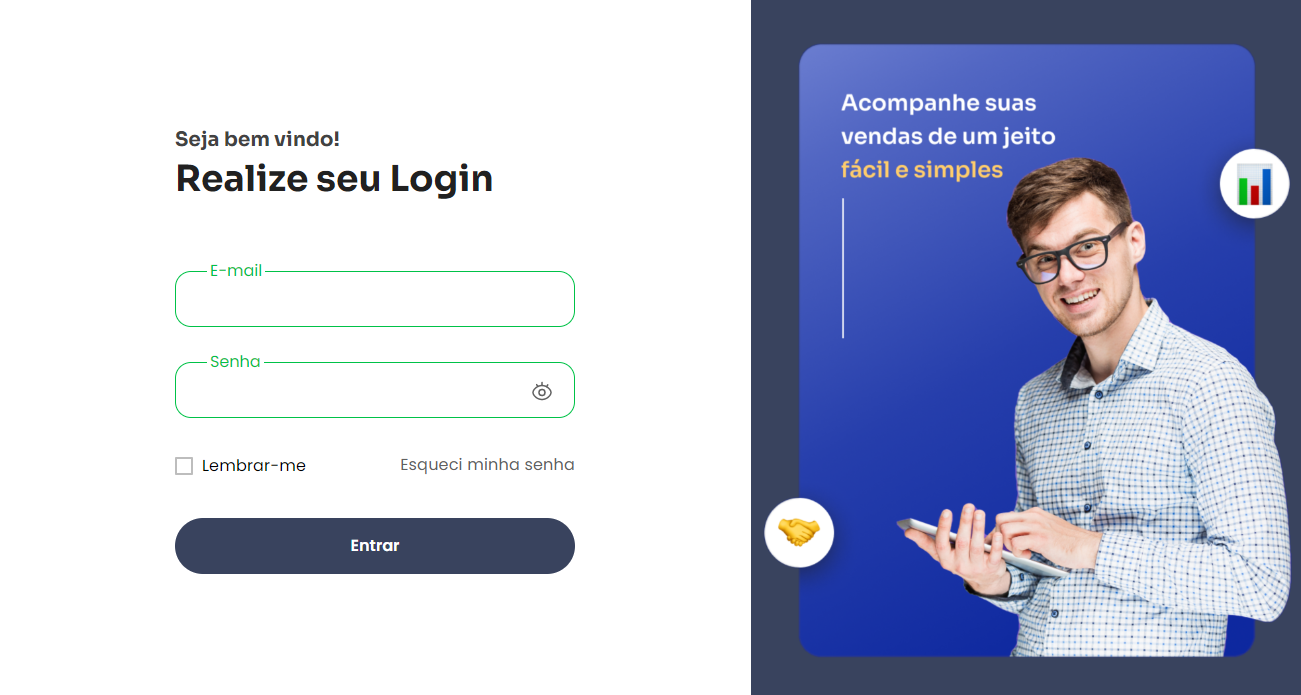 Seja bem vindo!
Realize seu Login
E-mail
Senha
Lembrar-me
Esqueci minha senha
Entrar
Acompanhe suas
vendas de um jeito
fácil e simples